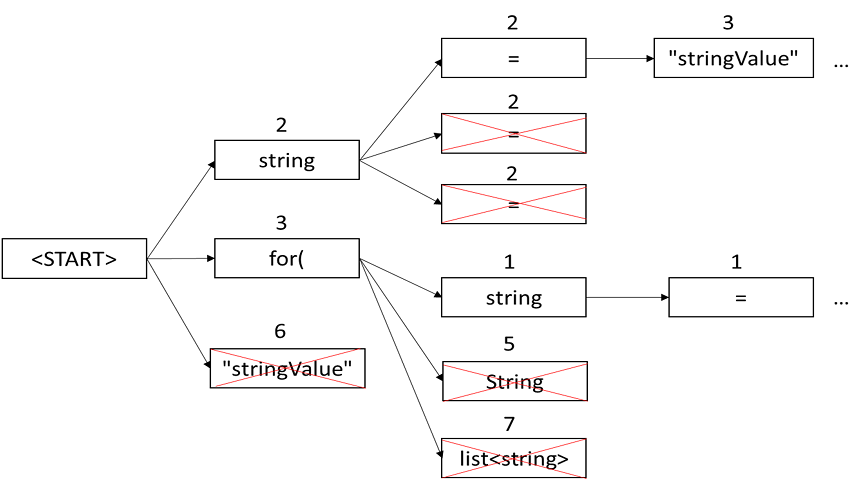 2
3
=
"stringValue"
...
2
=
2
string
2
=
3
<START>
for(
1
1
string
=
...
6
"stringValue"
5
String
7
list<string>